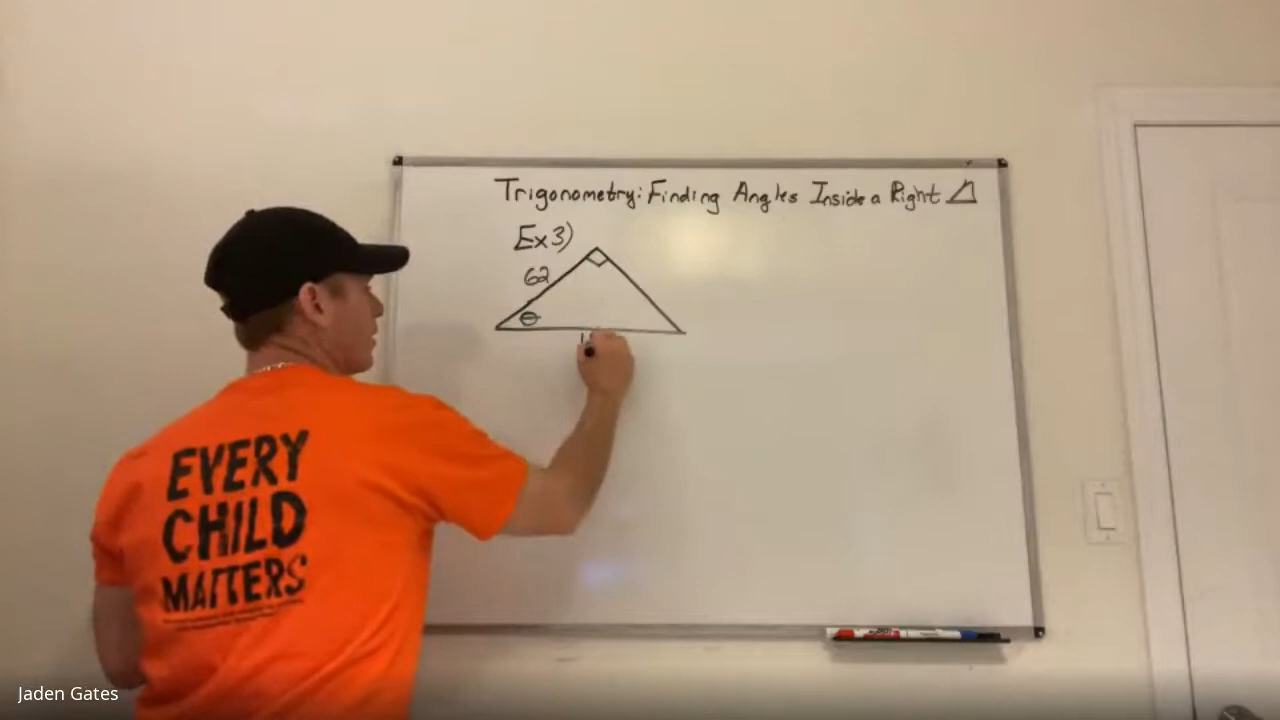 Trigonometry: Finding Angles Inside a Right
Ex 3)
62
θ
EVERY
CHILD
MATTERS
Jaden Gates